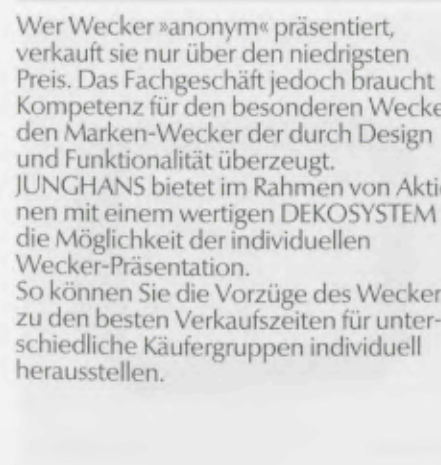 Wer Wecker »anonym« präsentiert,
verkauft sie nur über den niedrigsten
Preis. Das Fachgeschäft jedoch braucht
Kompetenz für den besonderen Wecke
den Marken-Wecker der durch Design
und Funktionalität überzeugt.
JUNGHANS bietet im Rahmen von Aktio
nen mit einem wertigen DEKOSYSTEM
die Möglichkeit der individuellen
Wecker-Präsentation.
So können Sie die Vorzüge des Wecker
zu den besten Verkaufszeiten für unter-
schiedliche Käufergruppen individuell
herausstellen.